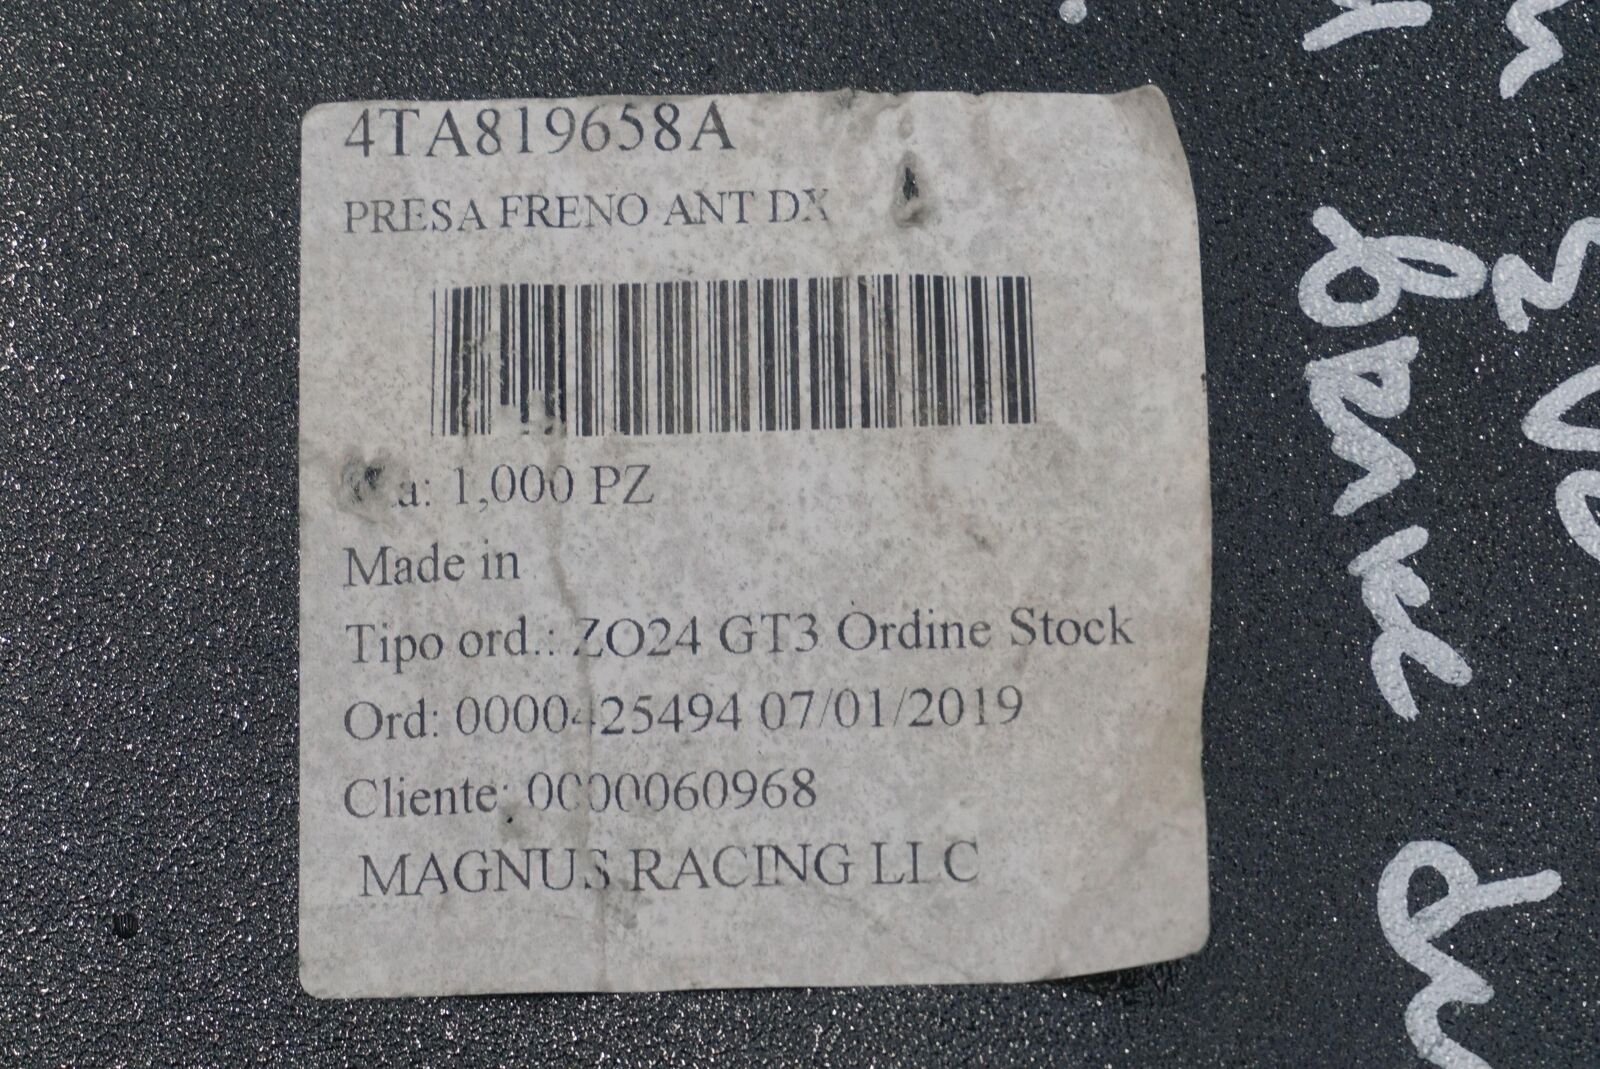 4TA819658A
PRESA FRENO ANT DX
1,000 PZ
Made in
Tipo ord.: ZO24 GT3 Ordine Stock
Ord: 0000425494 07/01/2019
Cliente: 0000060968
MAGNUS RACING LLC